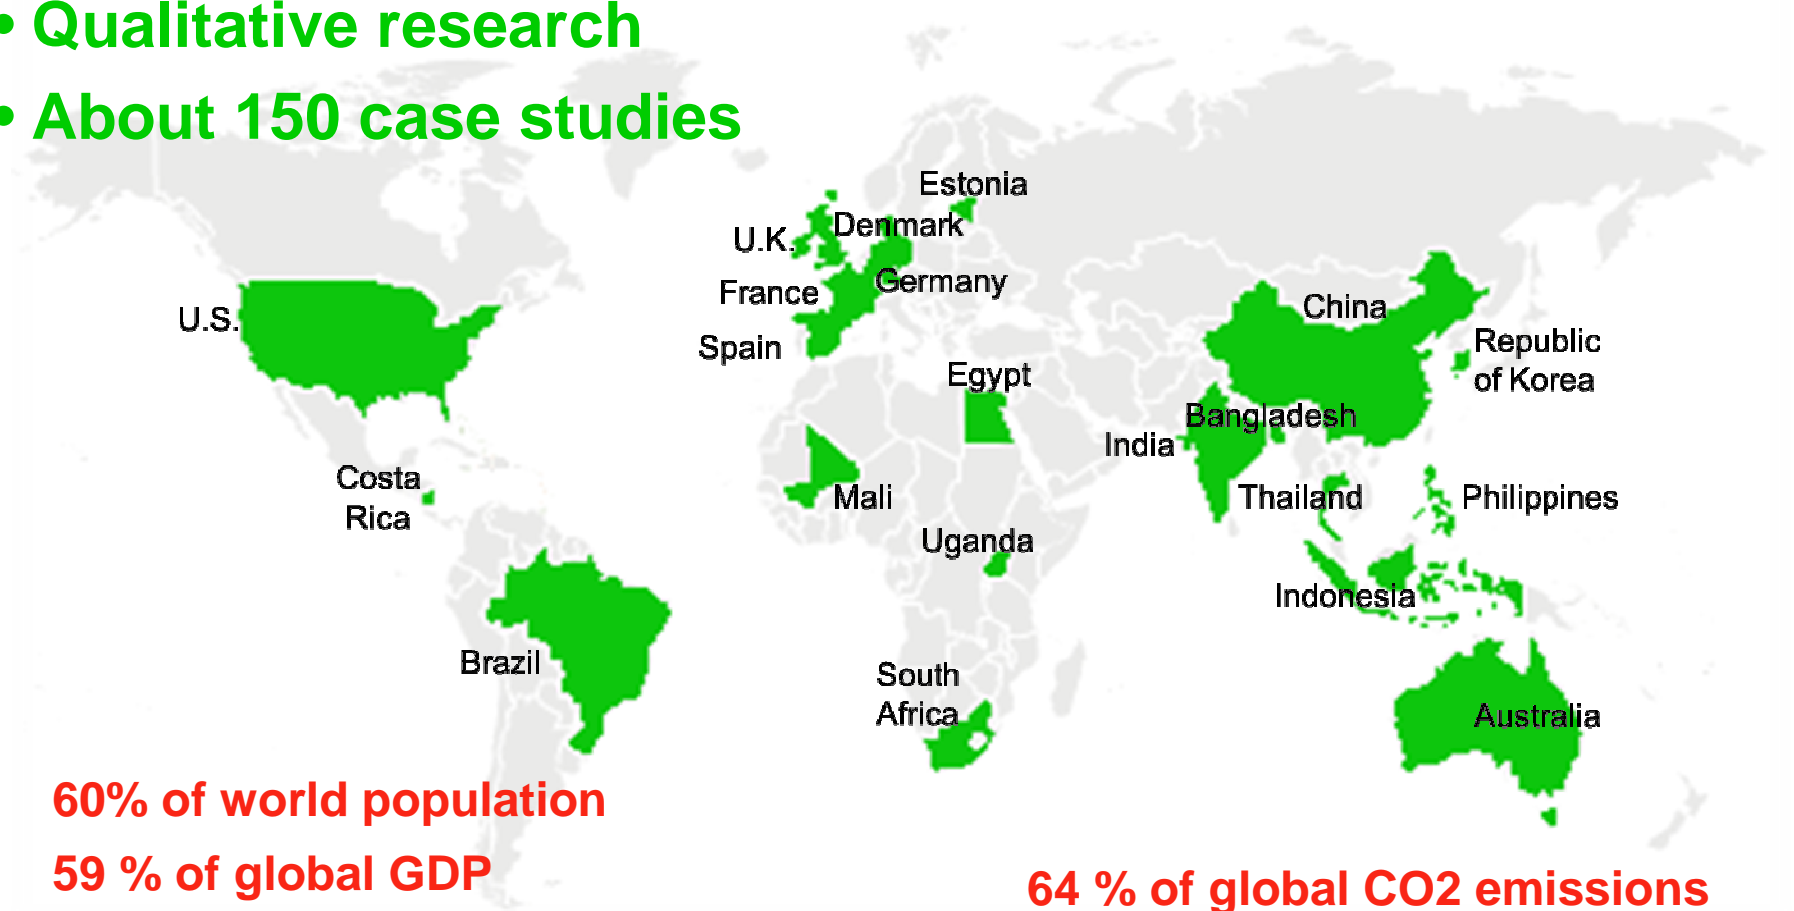 • Qualitative research
• About 150 case studies
Estonia
Denmark
U.K.
Germany
France
U.S.
China
Spain
Republic
of Korea
Egypt
Bangladesh
India
Costa
Rica
Mali
Thailand
Philippines
Uganda
Indonesia
Brazil
South
Africa
Australia
60% of world population
59 % of global GDP
64 % of global CO2 emissions